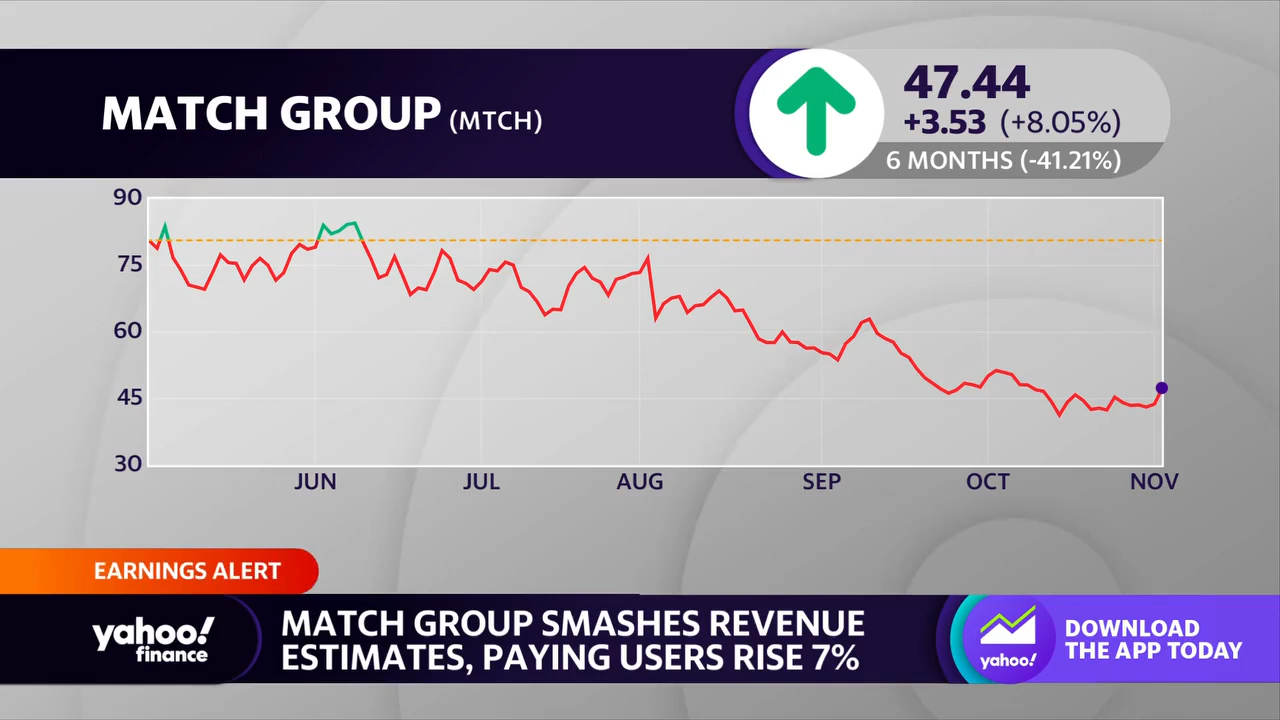 MATCH GROUP (MTCH)
47.44
+3.53 (+8.05%)
6 MONTHS (-41.21%)
90
75
60
45
30
JUN JUL AUG SEP OCT NOV
EARNINGS ALERT
yahoo!
finance
MATCH GROUP SMASHES REVENUE
ESTIMATES, PAYING USERS RISE 7%
yahoo!
DOWNLOAD
THE APP TODAY